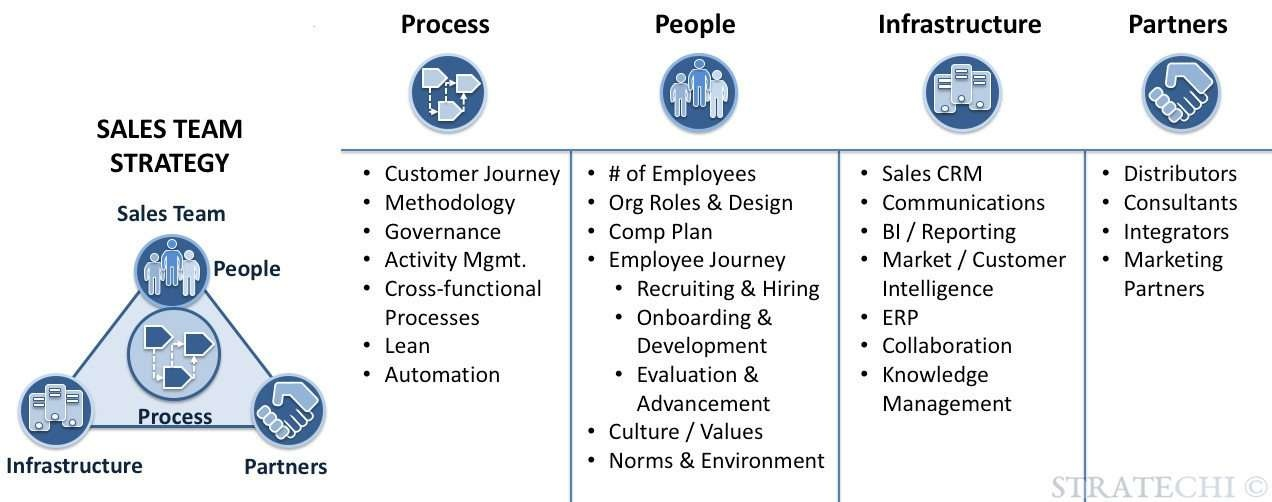 SALES TEAM
STRATEGY
Sales Team
People
Process
Infrastructure
Partners
Process
• Customer Journey
• Methodology
• Governance
• Activity Mgmt.
• Cross-functional
Processes
• Lean
• Automation
People
• # of Employees
• Org Roles & Design
• Comp Plan
• Employee Journey
• Recruiting & Hiring
• Onboarding &
Development
• Evaluation &
Advancement
• Culture / Values
• Norms & Environment
Infrastructure
• Sales CRM
• Communications
• BI / Reporting
• Market / Customer
Intelligence
• ERP
• Collaboration
• Knowledge
Management
Partners
• Distributors
• Consultants
• Integrators
• Marketing
Partners
STRATECHI ©